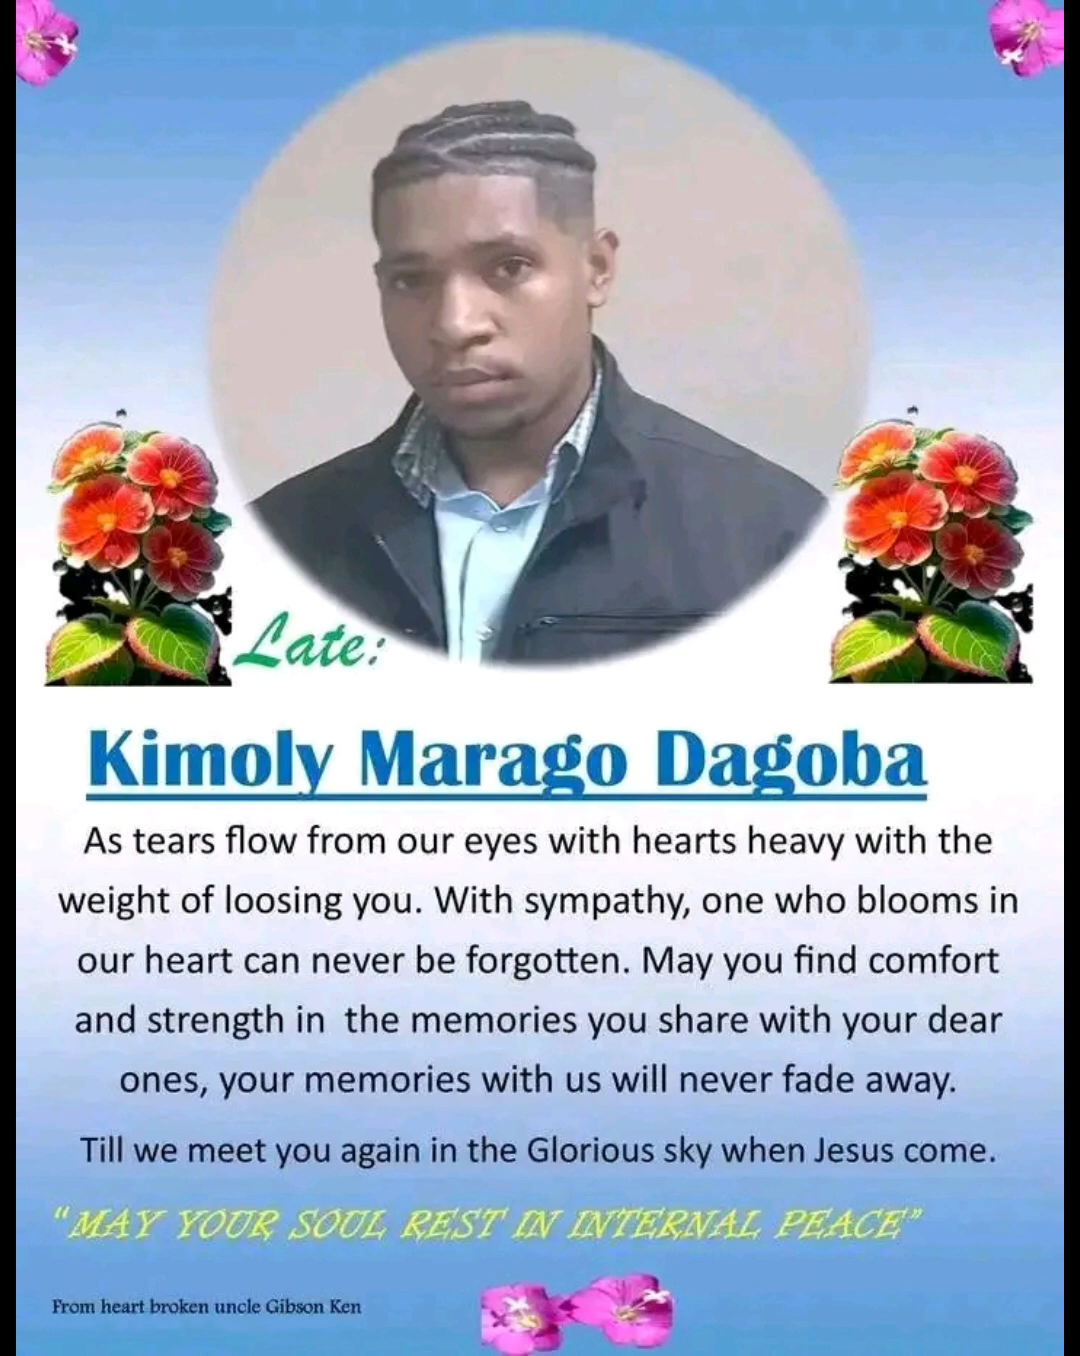 Late:
Kimoly Marago Dagoba
As tears flow from our eyes with hearts heavy with the
weight of loosing you. With sympathy, one who blooms in
our heart can never be forgotten. May you find comfort
and strength in the memories you share with your dear
ones, your memories with us will never fade away.
Till we meet you again in the Glorious sky when Jesus come.
“MAY YOUR SOUL REST IN INTERNAL PEACE”
From heart broken uncle Gibson Ken